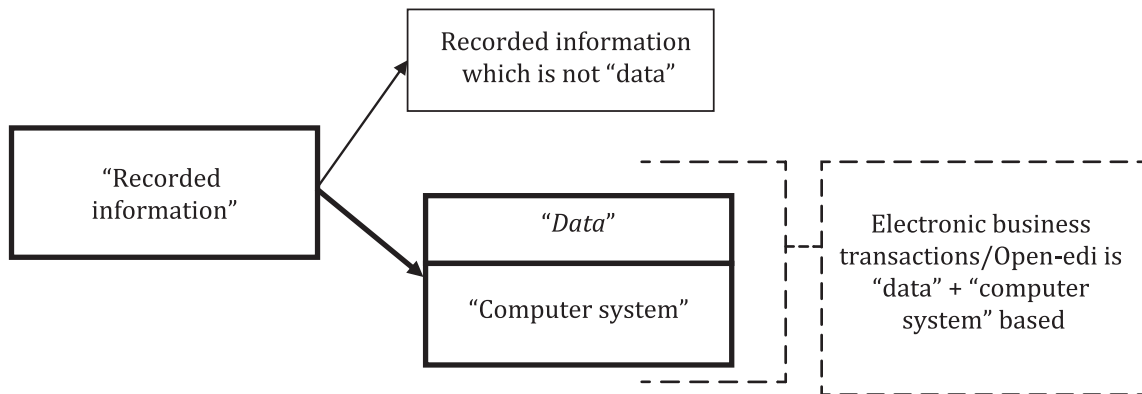 Recorded information
which is not “data”
“Recorded
information”
“Data”
“Computer system”
Electronic business
transactions/Open-edi is
“data” + “computer
system” based